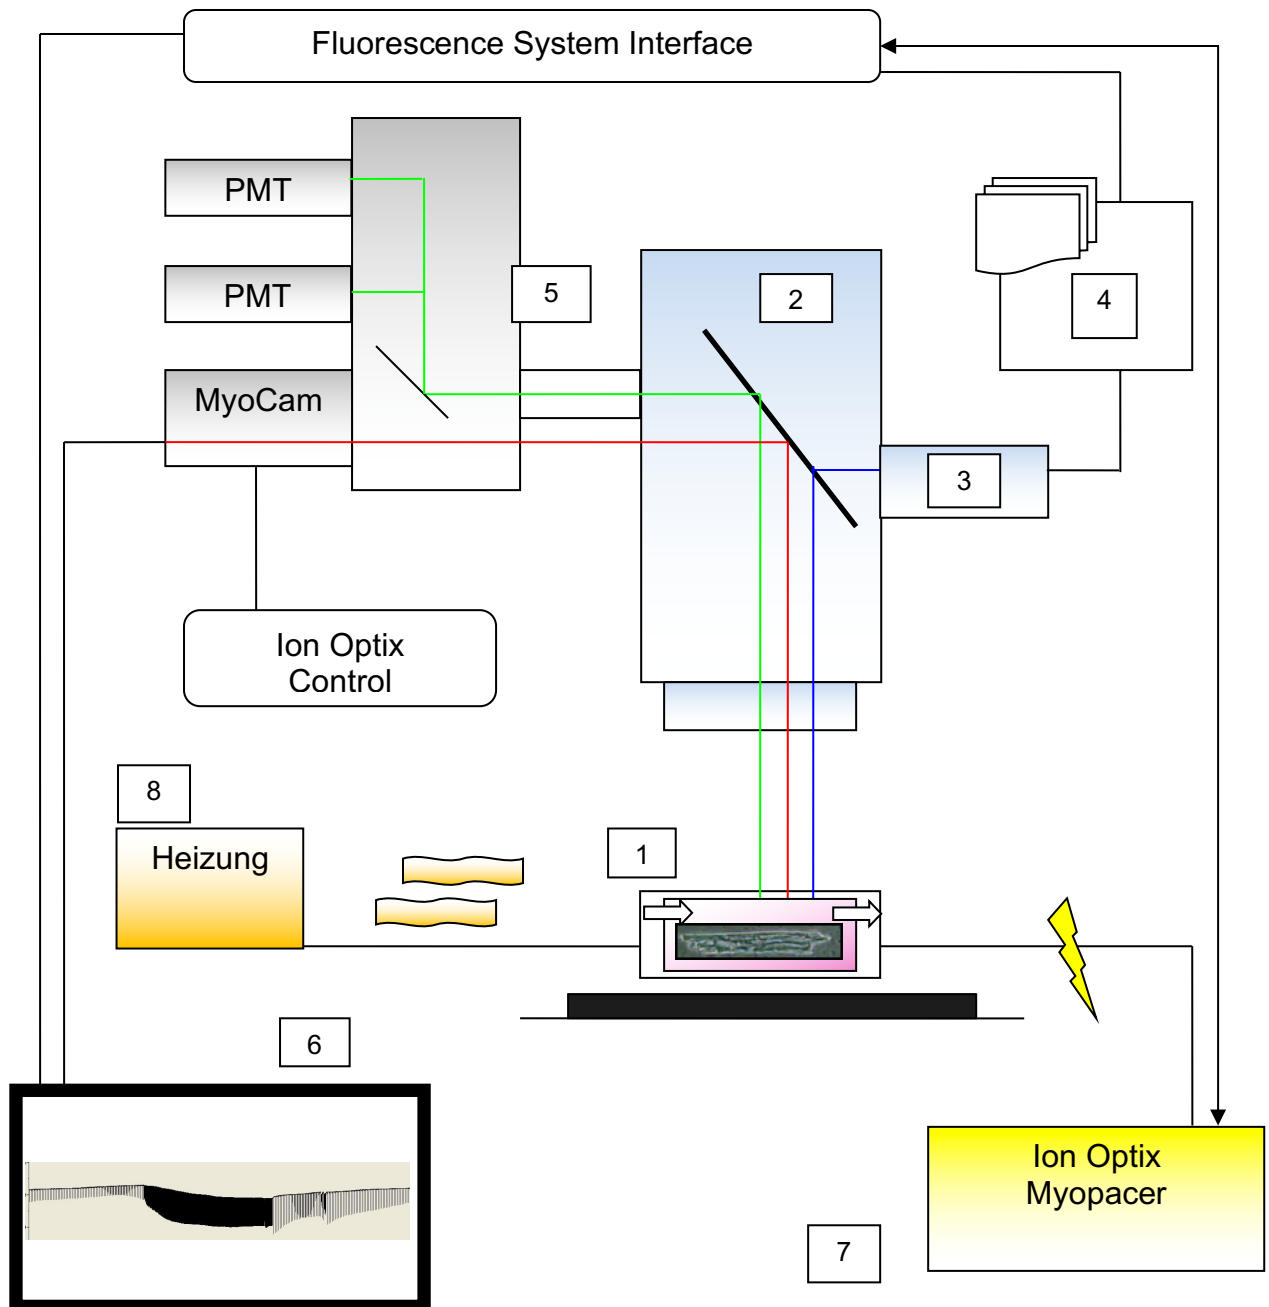 Fluorescence System Interface
PMT
PMT
5
2
4
MyoCam
3
Ion Optix
Control
8
Heizung
1
6
Ion Optix
Myopacer
7